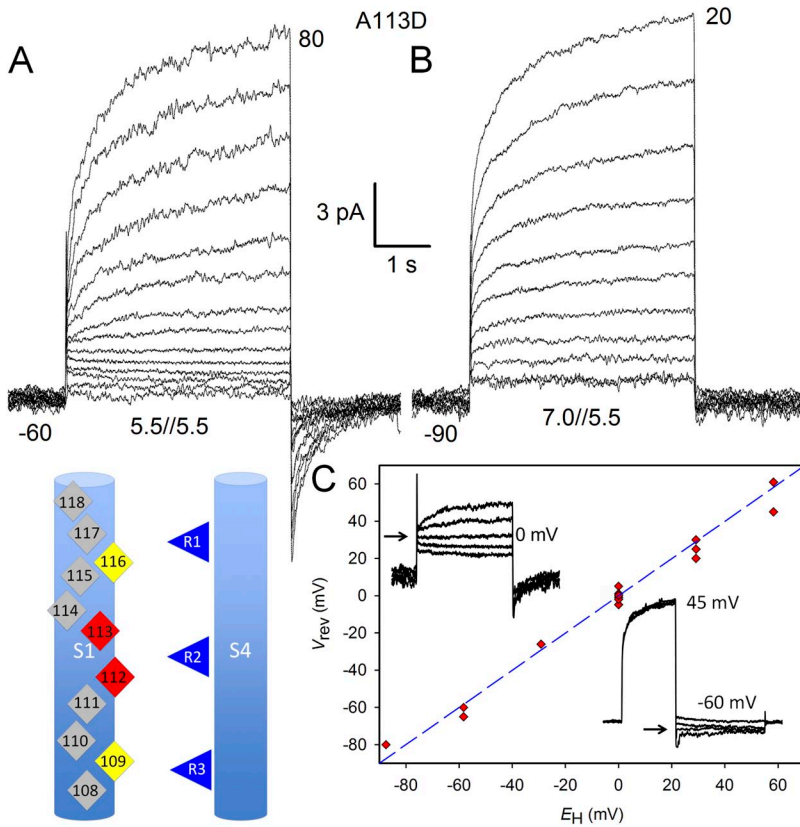 A113D
A
80
B
20
3 pA
1 s
-60
5.5//5.5
-90
7.0//5.5
118
117
116
115
114
113
S1
112
111
110
109
108
R1
R2
R3
S4
C
Vrev (mV)
60
40
20
0
-20
-40
-60
-80
0 mV
45 mV
-60 mV
-80 -60 -40 -20 0 20 40 60
EH (mV)